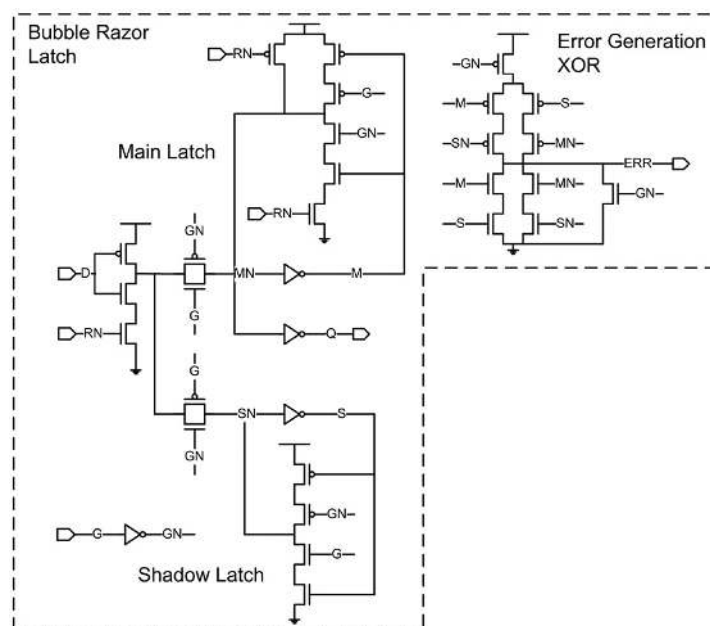 Bubble Razor
Latch
Error Generation
XOR
RN
G
GN
M
S
SN
MN
ERR
Main Latch
GN
M
MN
GN
S
SN
RN
GN
D
MN
M
G
RN
Q
G
SN
S
GN
GN
G
GN
G
Shadow Latch